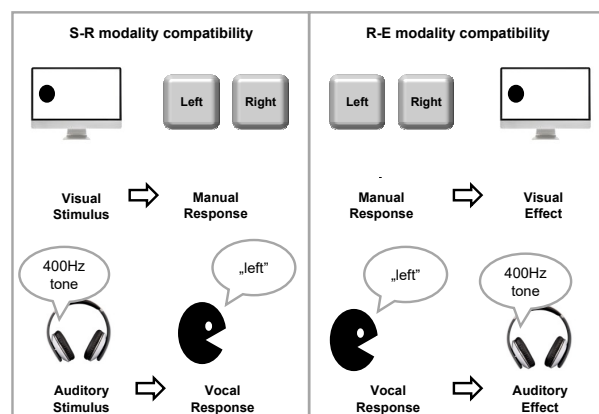 S-R modality compatibility
Left Right
Visual Manual
Stimulus Response
400Hz
tone
„left”
Auditory Vocal
Stimulus Response
R-E modality compatibility
Left Right
Manual Visual
Response Effect
„left”
400Hz
tone
Vocal Auditory
Response Effect